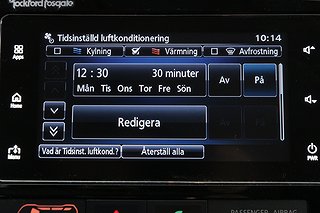 Rockford fosgate
Tidsinställd luftkonditionering 10:14
Kylning Värmning Avfrostning
Apps
12 : 30 30 minuter Av På
Mån Tis Ons Tor Fre Sön
Home
Redigera
Menu
PWR
Vad är Tidsinst. luftkond.? Återställ alla
PASSENGER AIRBAG